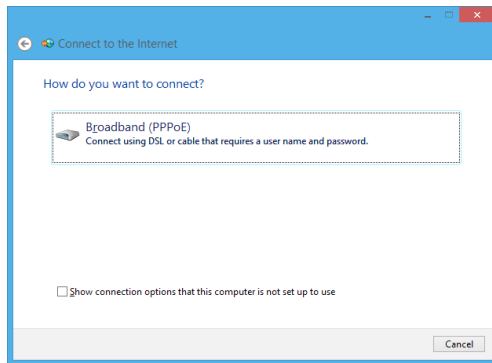 Connect to the Internet
How do you want to connect?
Broadband (PPPoE)
Connect using DSL or cable that requires a user name and password.
Show connection options that this computer is not set up to use
Cancel